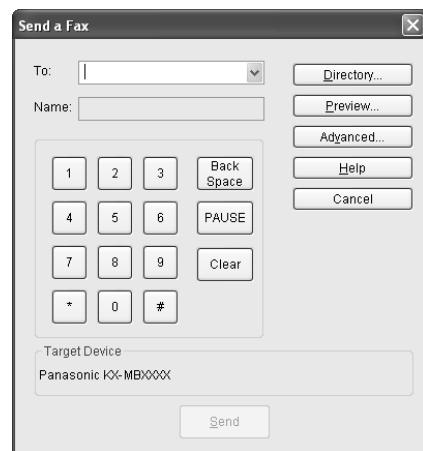 Send a Fax
To:
Name:
Directory...
Preview...
Advanced...
Help
Cancel
1 2 3 Back Space
4 5 6 PAUSE
7 8 9 Clear
* 0 #
Target Device
Panasonic KX-MBXXXX
Send